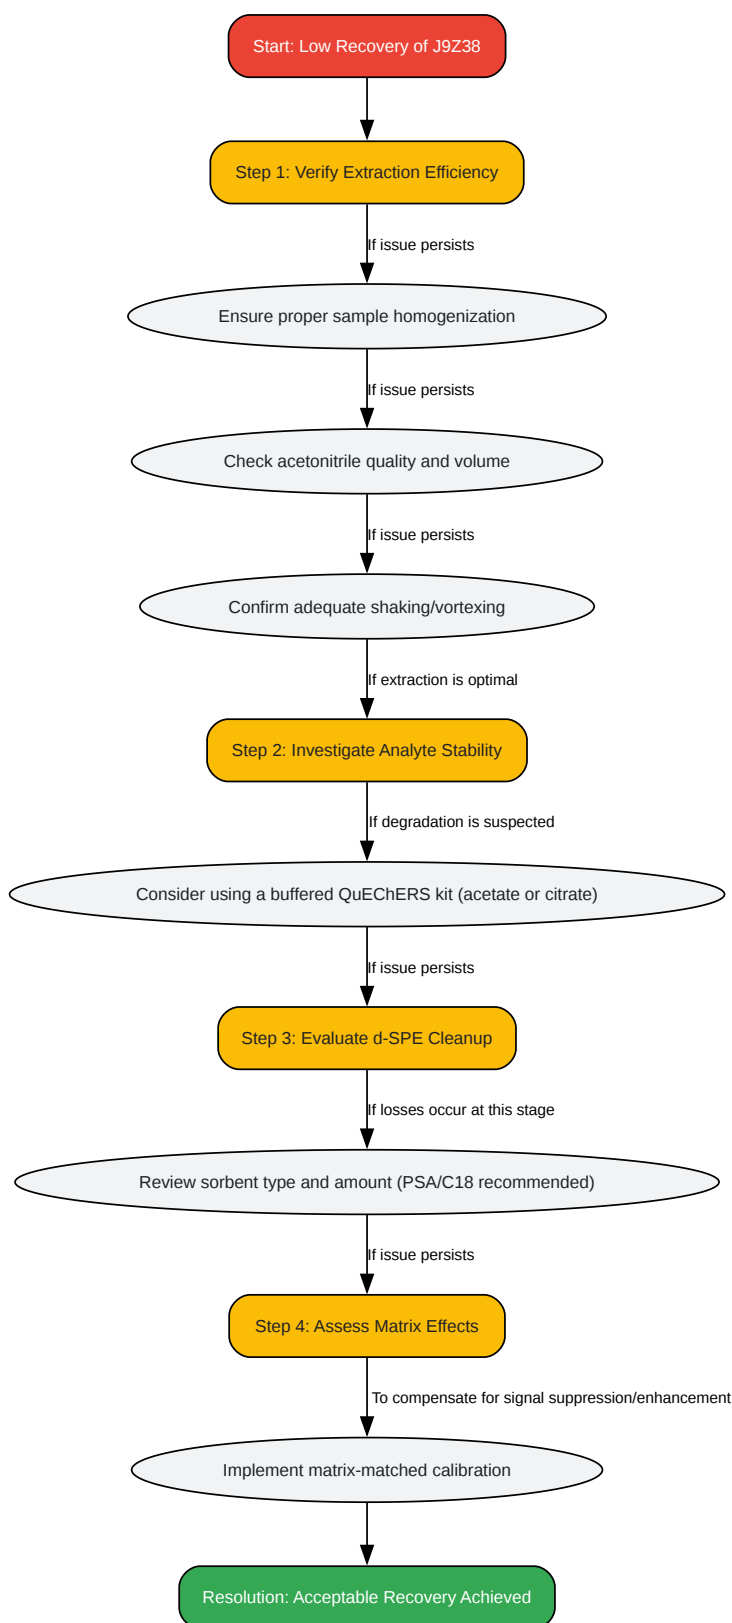 Start: Low Recovery of J9Z38
Step 1: Verify Extraction Efficiency
If issue persists
Ensure proper sample homogenization
If issue persists
Check acetonitrile quality and volume
If issue persists
Confirm adequate shaking/vortexing
If extraction is optimal
Step 2: Investigate Analyte Stability
If degradation is suspected
Consider using a buffered QuEChERS kit (acetate or citrate)
If issue persists
Step 3: Evaluate d-SPE Cleanup
If losses occur at this stage
Review sorbent type and amount (PSA/C18 recommended)
If issue persists
Step 4: Assess Matrix Effects
To compensate for signal suppression/enhancement
Implement matrix-matched calibration
Resolution: Acceptable Recovery Achieved